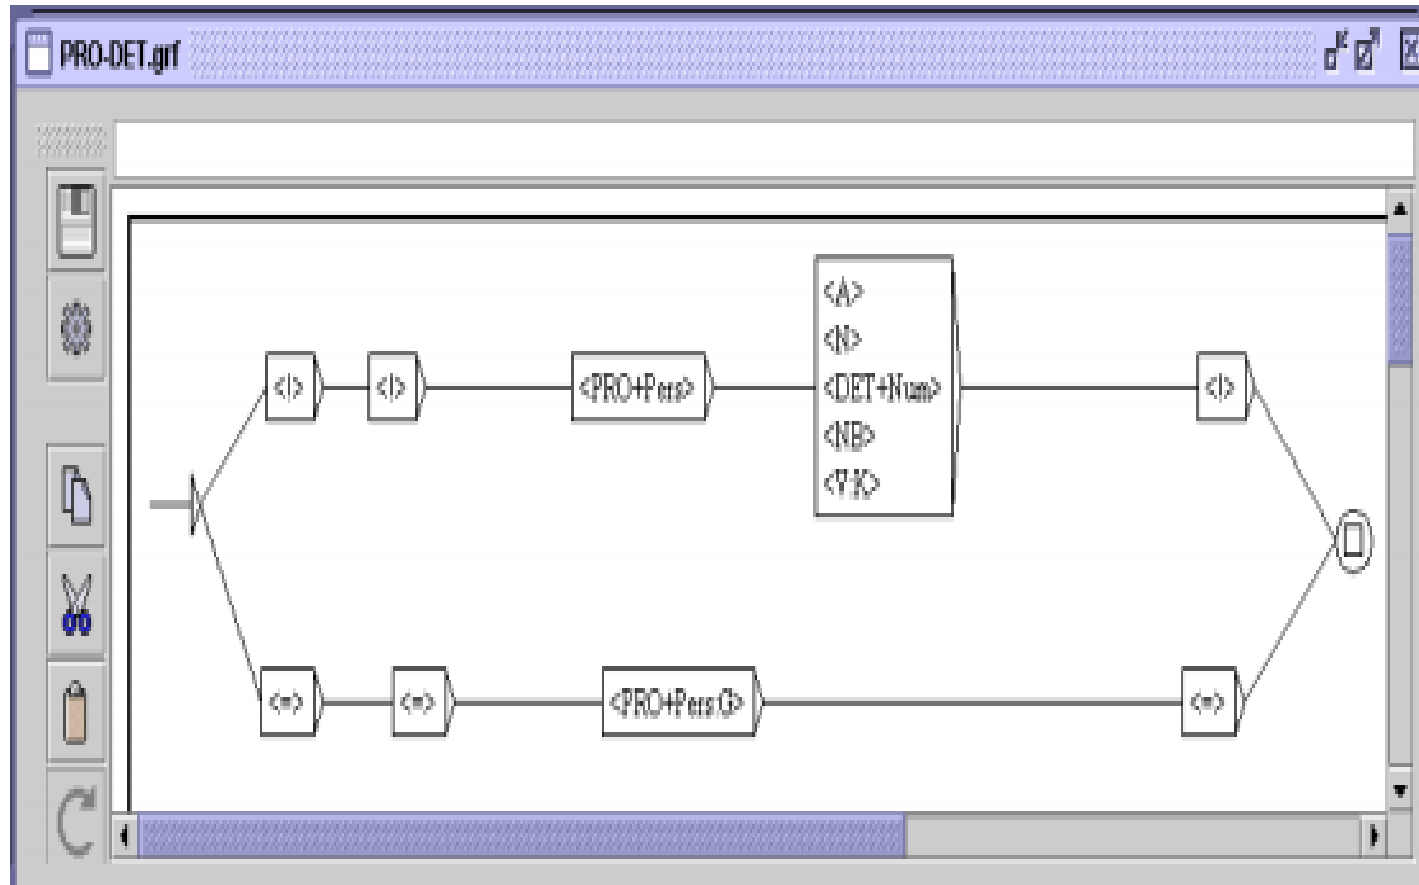 PRO-DET.grf
<!>
<!>
<PRO+Pers>
<A>
<N>
<DET+Num>
<NB>
<V:K>
<!>
<=>
<=>
<PRO+Pers:G>
<=>